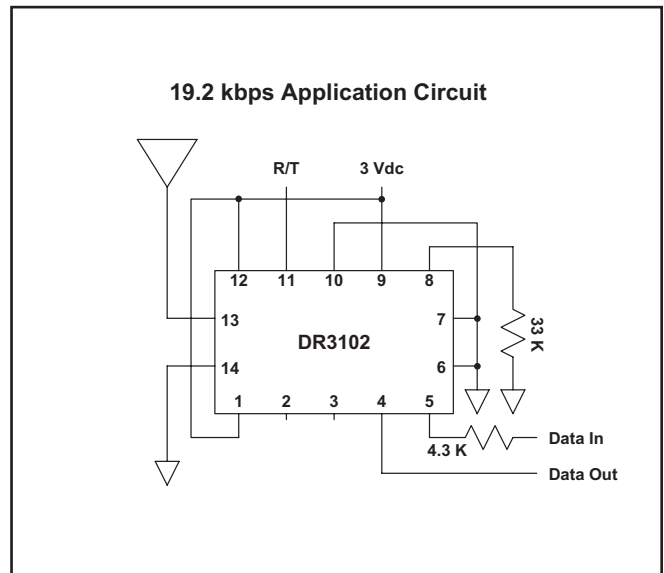 19.2 kbps Application Circuit
R/T 3 Vdc
12 11 10 9 8
13 7
33 K
DR3102
14 6
1 2 3 4 5
Data In
4.3 K
Data Out